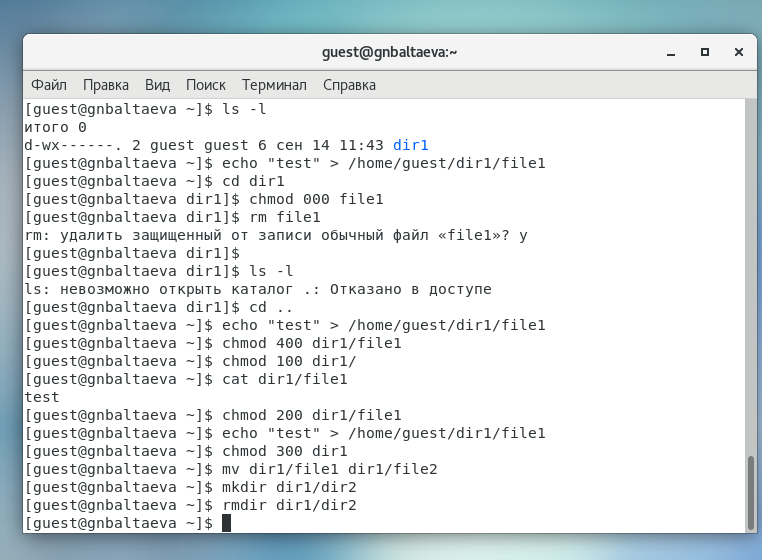 guest@gnbaltaeva:~
Файл Правка Вид Поиск Терминал Справка
[guest@gnbaltaeva ~]$ ls -l
итого 0
d-wx------. 2 guest guest 6 сен 14 11:43 dir1
[guest@gnbaltaeva ~]$ echo "test" > /home/guest/dir1/file1
[guest@gnbaltaeva ~]$ cd dir1
[guest@gnbaltaeva dir1]$ chmod 000 file1
[guest@gnbaltaeva dir1]$ rm file1
rm: удалить защищенный от записи обычный файл «file1»? y
[guest@gnbaltaeva dir1]$
[guest@gnbaltaeva dir1]$ ls -l
ls: невозможно открыть каталог .: Отказано в доступе
[guest@gnbaltaeva dir1]$ cd ..
[guest@gnbaltaeva ~]$ echo "test" > /home/guest/dir1/file1
[guest@gnbaltaeva ~]$ chmod 400 dir1/file1
[guest@gnbaltaeva ~]$ chmod 100 dir1/
[guest@gnbaltaeva ~]$ cat dir1/file1
test
[guest@gnbaltaeva ~]$ chmod 200 dir1/file1
[guest@gnbaltaeva ~]$ echo "test" > /home/guest/dir1/file1
[guest@gnbaltaeva ~]$ chmod 300 dir1
[guest@gnbaltaeva ~]$ mv dir1/file1 dir1/file2
[guest@gnbaltaeva ~]$ mkdir dir1/dir2
[guest@gnbaltaeva ~]$ rmdir dir1/dir2
[guest@gnbaltaeva ~]$